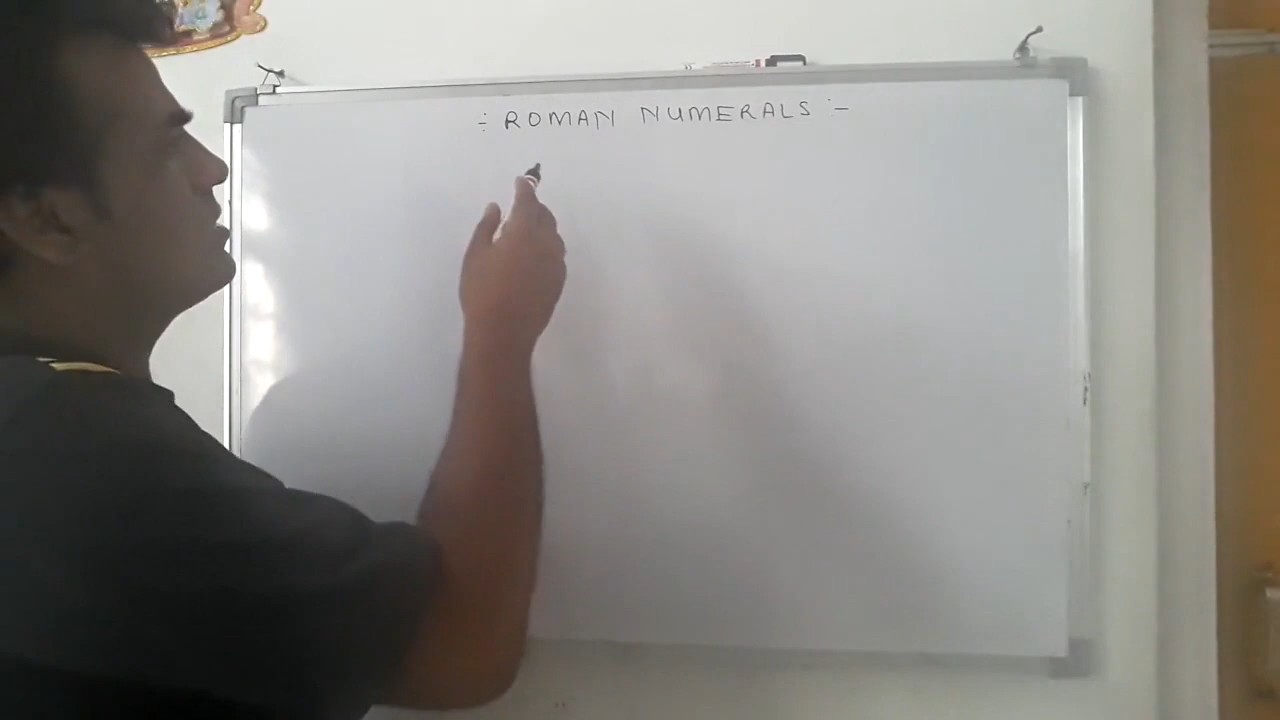 :- ROMAN NUMERALS :-